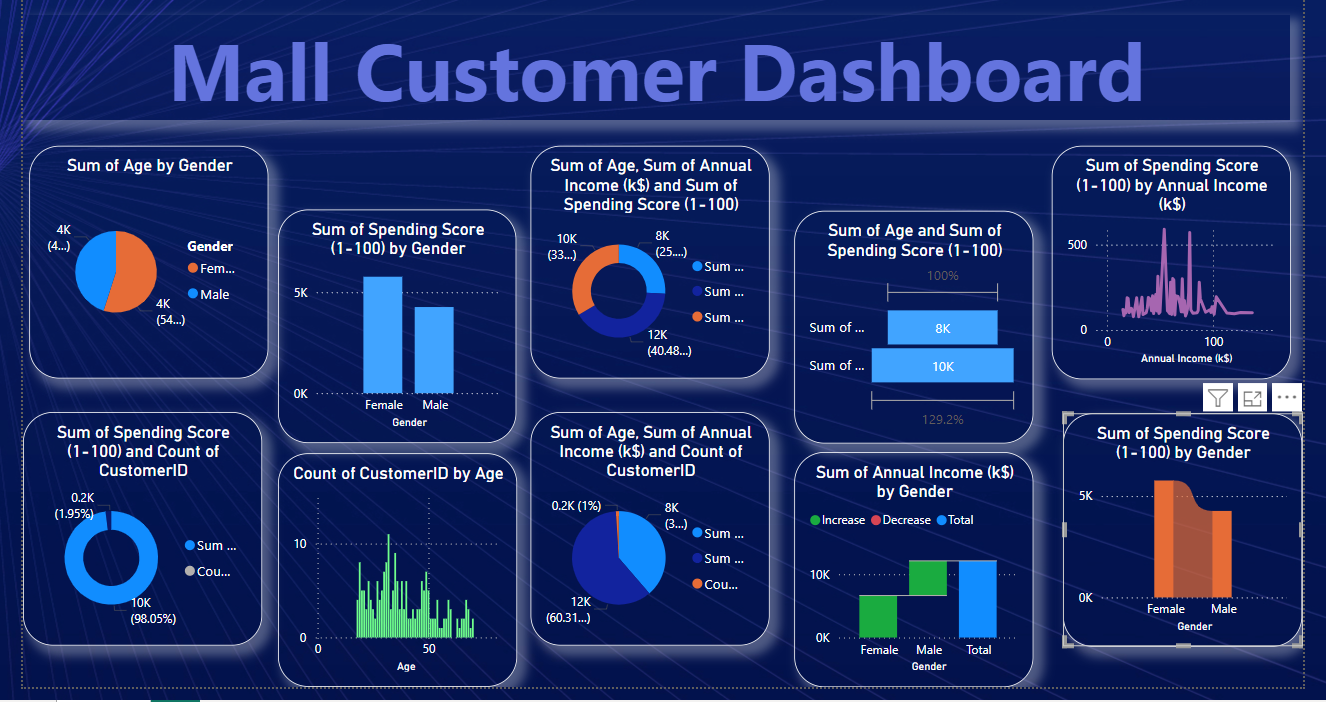 Mall Customer Dashboard
Sum of Age by Gender
4K
(4...)
Gender
Fem...
Male
4K
(54...)
Sum of Spending Score
(1-100) by Gender
5K
0K
Female
Male
Gender
Sum of Age, Sum of Annual
Income (k$) and Sum of
Spending Score (1-100)
10K
(33...)
8K
(25....)
Sum ...
Sum ...
Sum ...
12K
(40.48...)
Sum of Age and Sum of
Spending Score (1-100)
100%
Sum of ...
8K
Sum of ...
10K
129.2%
Sum of Spending Score
(1-100) by Annual Income
(k$)
500
0
0
100
Annual Income (k$)
Sum of Spending Score
(1-100) and Count of
CustomerID
0.2K
(1.95%)
Sum ...
Cou...
10K
(98.05%)
Count of CustomerID by Age
10
0
0
50
Age
Sum of Age, Sum of Annual
Income (k$) and Count of
CustomerID
0.2K (1%)
8K
(3...)
Sum ...
Sum ...
Cou...
12K
(60.31...)
Sum of Annual Income (k$)
by Gender
Increase
Decrease
Total
10K
0K
Female
Male
Total
Gender
Sum of Spending Score
(1-100) by Gender
5K
0K
Female
Male
Gender